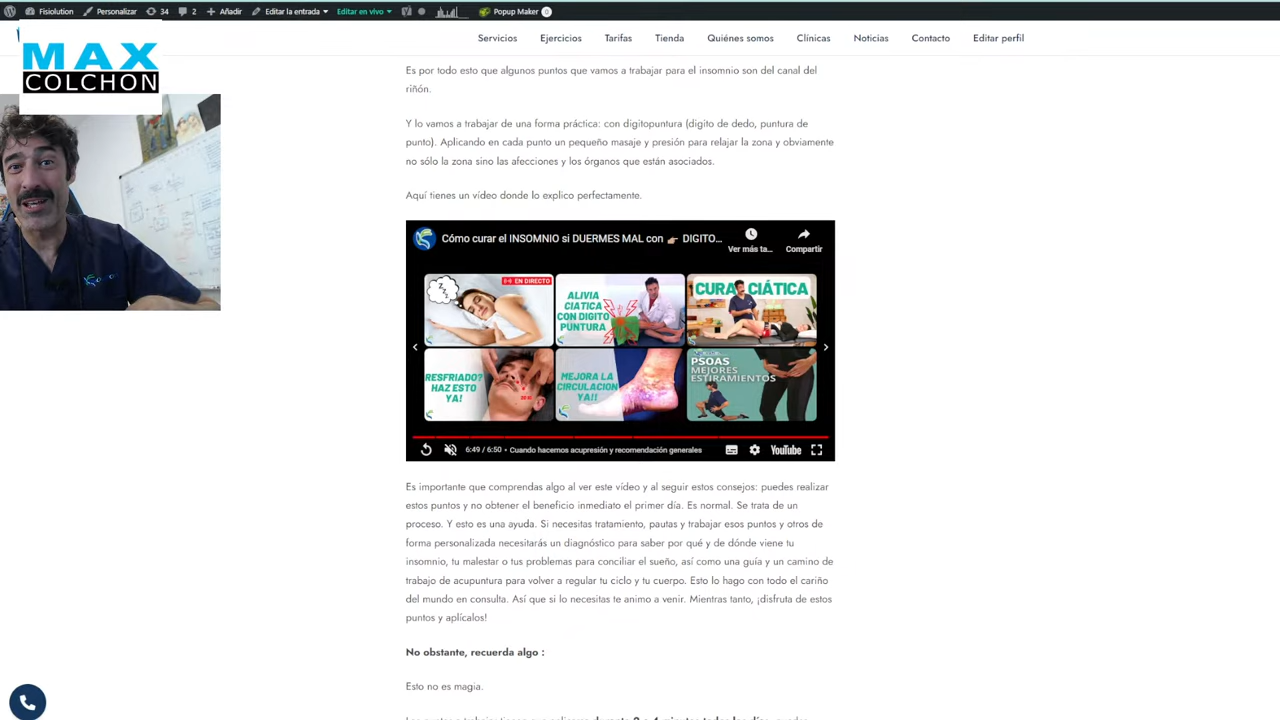 Fisiolution
Personalizar
34
2
Añadir
Editar la entrada
Editar en vivo
Popup Maker
0
MAX
COLCHON
Servicios
Ejercicios
Tarifas
Tienda
Quiénes somos
Clínicas
Noticias
Contacto
Editar perfil
Es por todo esto que algunos puntos que vamos a trabajar para el insomnio son del canal del
riñón.
Y lo vamos a trabajar de una forma práctica: con digitopuntura (digito de dedo, puntura de
punto). Aplicando en cada punto un pequeño masaje y presión para relajar la zona y obviamente
no sólo la zona sino las afecciones y los órganos que están asociados.
Aquí tienes un vídeo donde lo explico perfectamente.
Cómo curar el INSOMNIO si DUERMES MAL con 👉🏼 DIGITO...
Ver más ta...
Compartir
EN DIRECTO
ALIVIA
CIATICA
CON DIGITO
PUNTURA
CURA CIÁTICA
RESFRIADO?
HAZ ESTO
YA!
MEJORA LA
CIRCULACION
YA!!
PSOAS
MEJORES
ESTIRAMIENTOS
6:49 / 6:50 • Cuando hacemos acupresión y recomendación generales
YouTube
Es importante que comprendas algo al ver este vídeo y al seguir estos consejos: puedes realizar
estos puntos y no obtener el beneficio inmediato el primer día. Es normal. Se trata de un
proceso. Y esto es una ayuda. Si necesitas tratamiento, pautas y trabajar esos puntos y otros de
forma personalizada necesitarás un diagnóstico para saber por qué y de dónde viene tu
insomnio, tu malestar o tus problemas para conciliar el sueño, así como una guía y un camino de
trabajo de acupuntura para volver a regular tu ciclo y tu cuerpo. Esto lo hago con todo el cariño
del mundo en consulta. Así que si lo necesitas te animo a venir. Mientras tanto, ¡disfruta de estos
puntos y aplícalos!
No obstante, recuerda algo :
Esto no es magia.